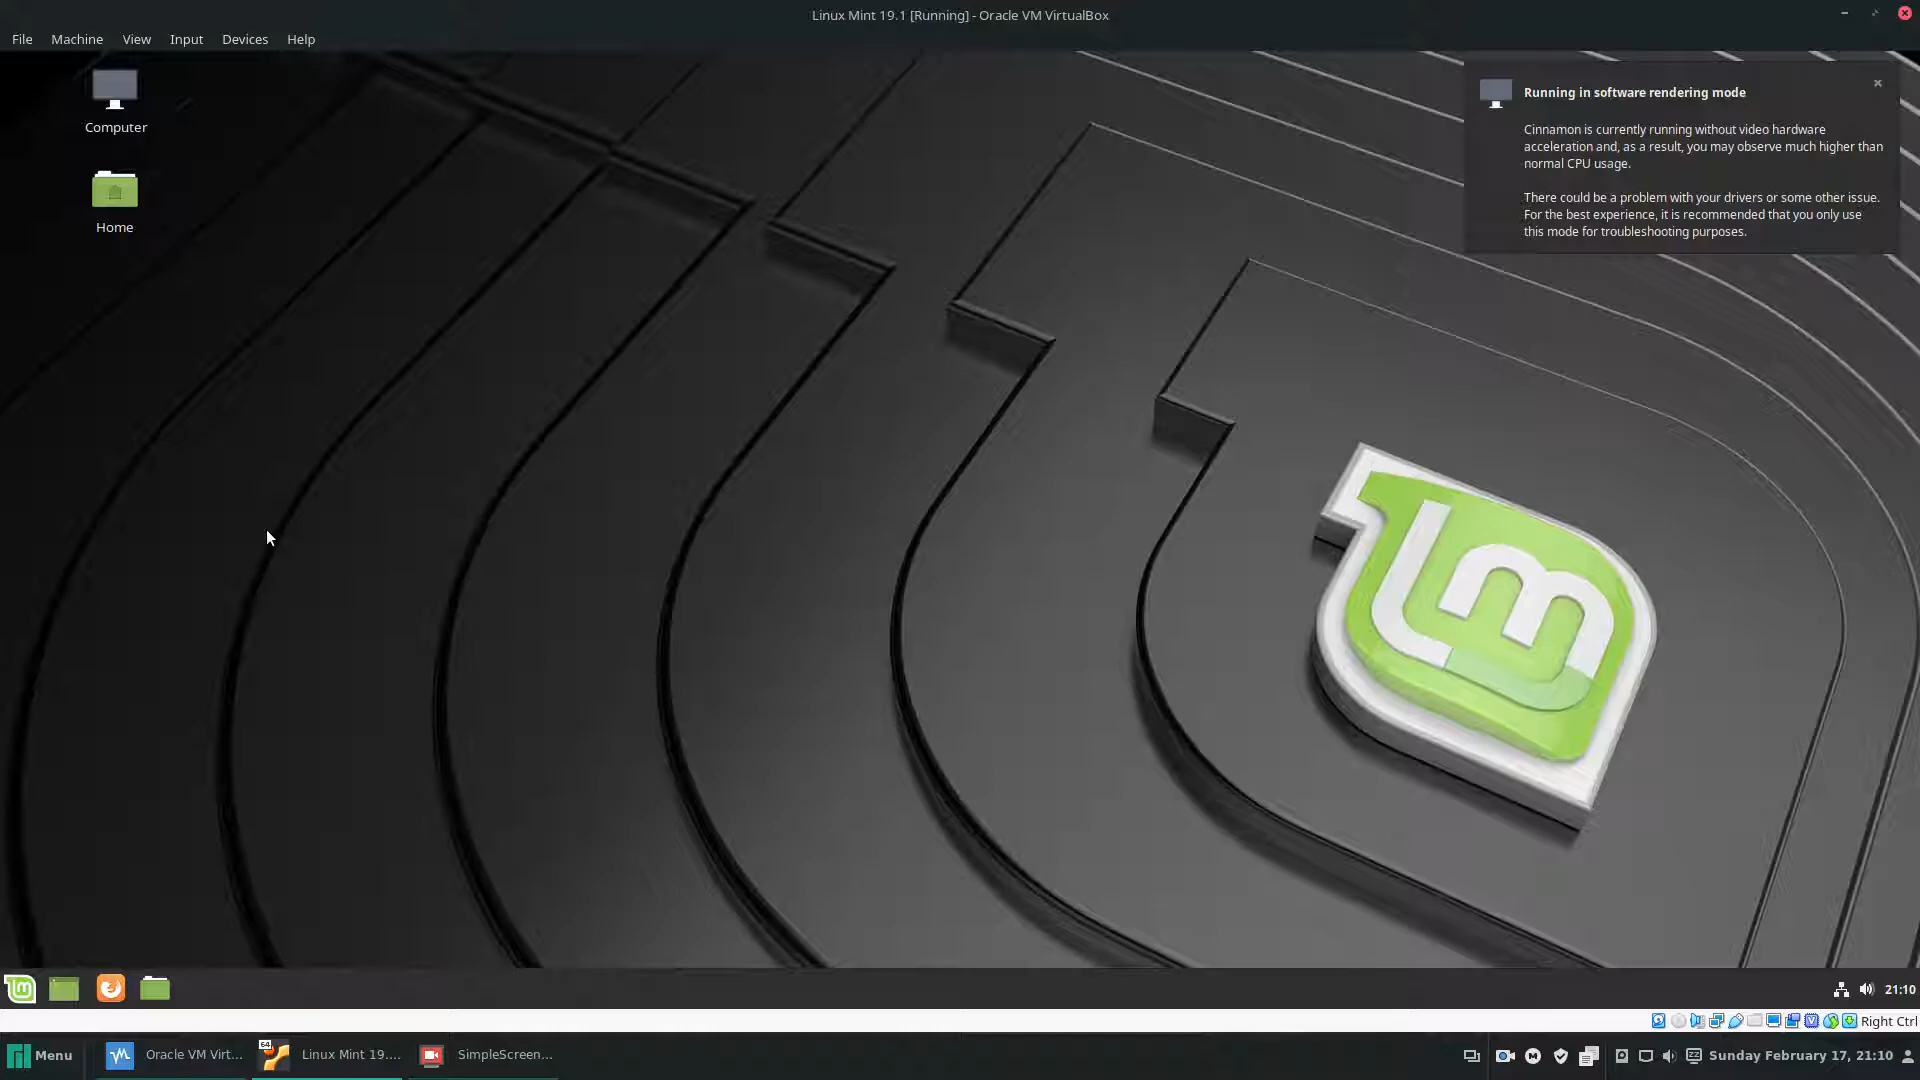 Linux Mint 19.1 [Running] - Oracle VM VirtualBox
File Machine View Input Devices Help
Computer
Home
Running in software rendering mode
Cinnamon is currently running without video hardware
acceleration and, as a result, you may observe much higher than
normal CPU usage.
There could be a problem with your drivers or some other issue.
For the best experience, it is recommended that you only use
this mode for troubleshooting purposes.
lm
21:10
Right Ctrl
Menu
Oracle VM Virt...
64
Linux Mint 19....
SimpleScreen...
Sunday February 17, 21:10